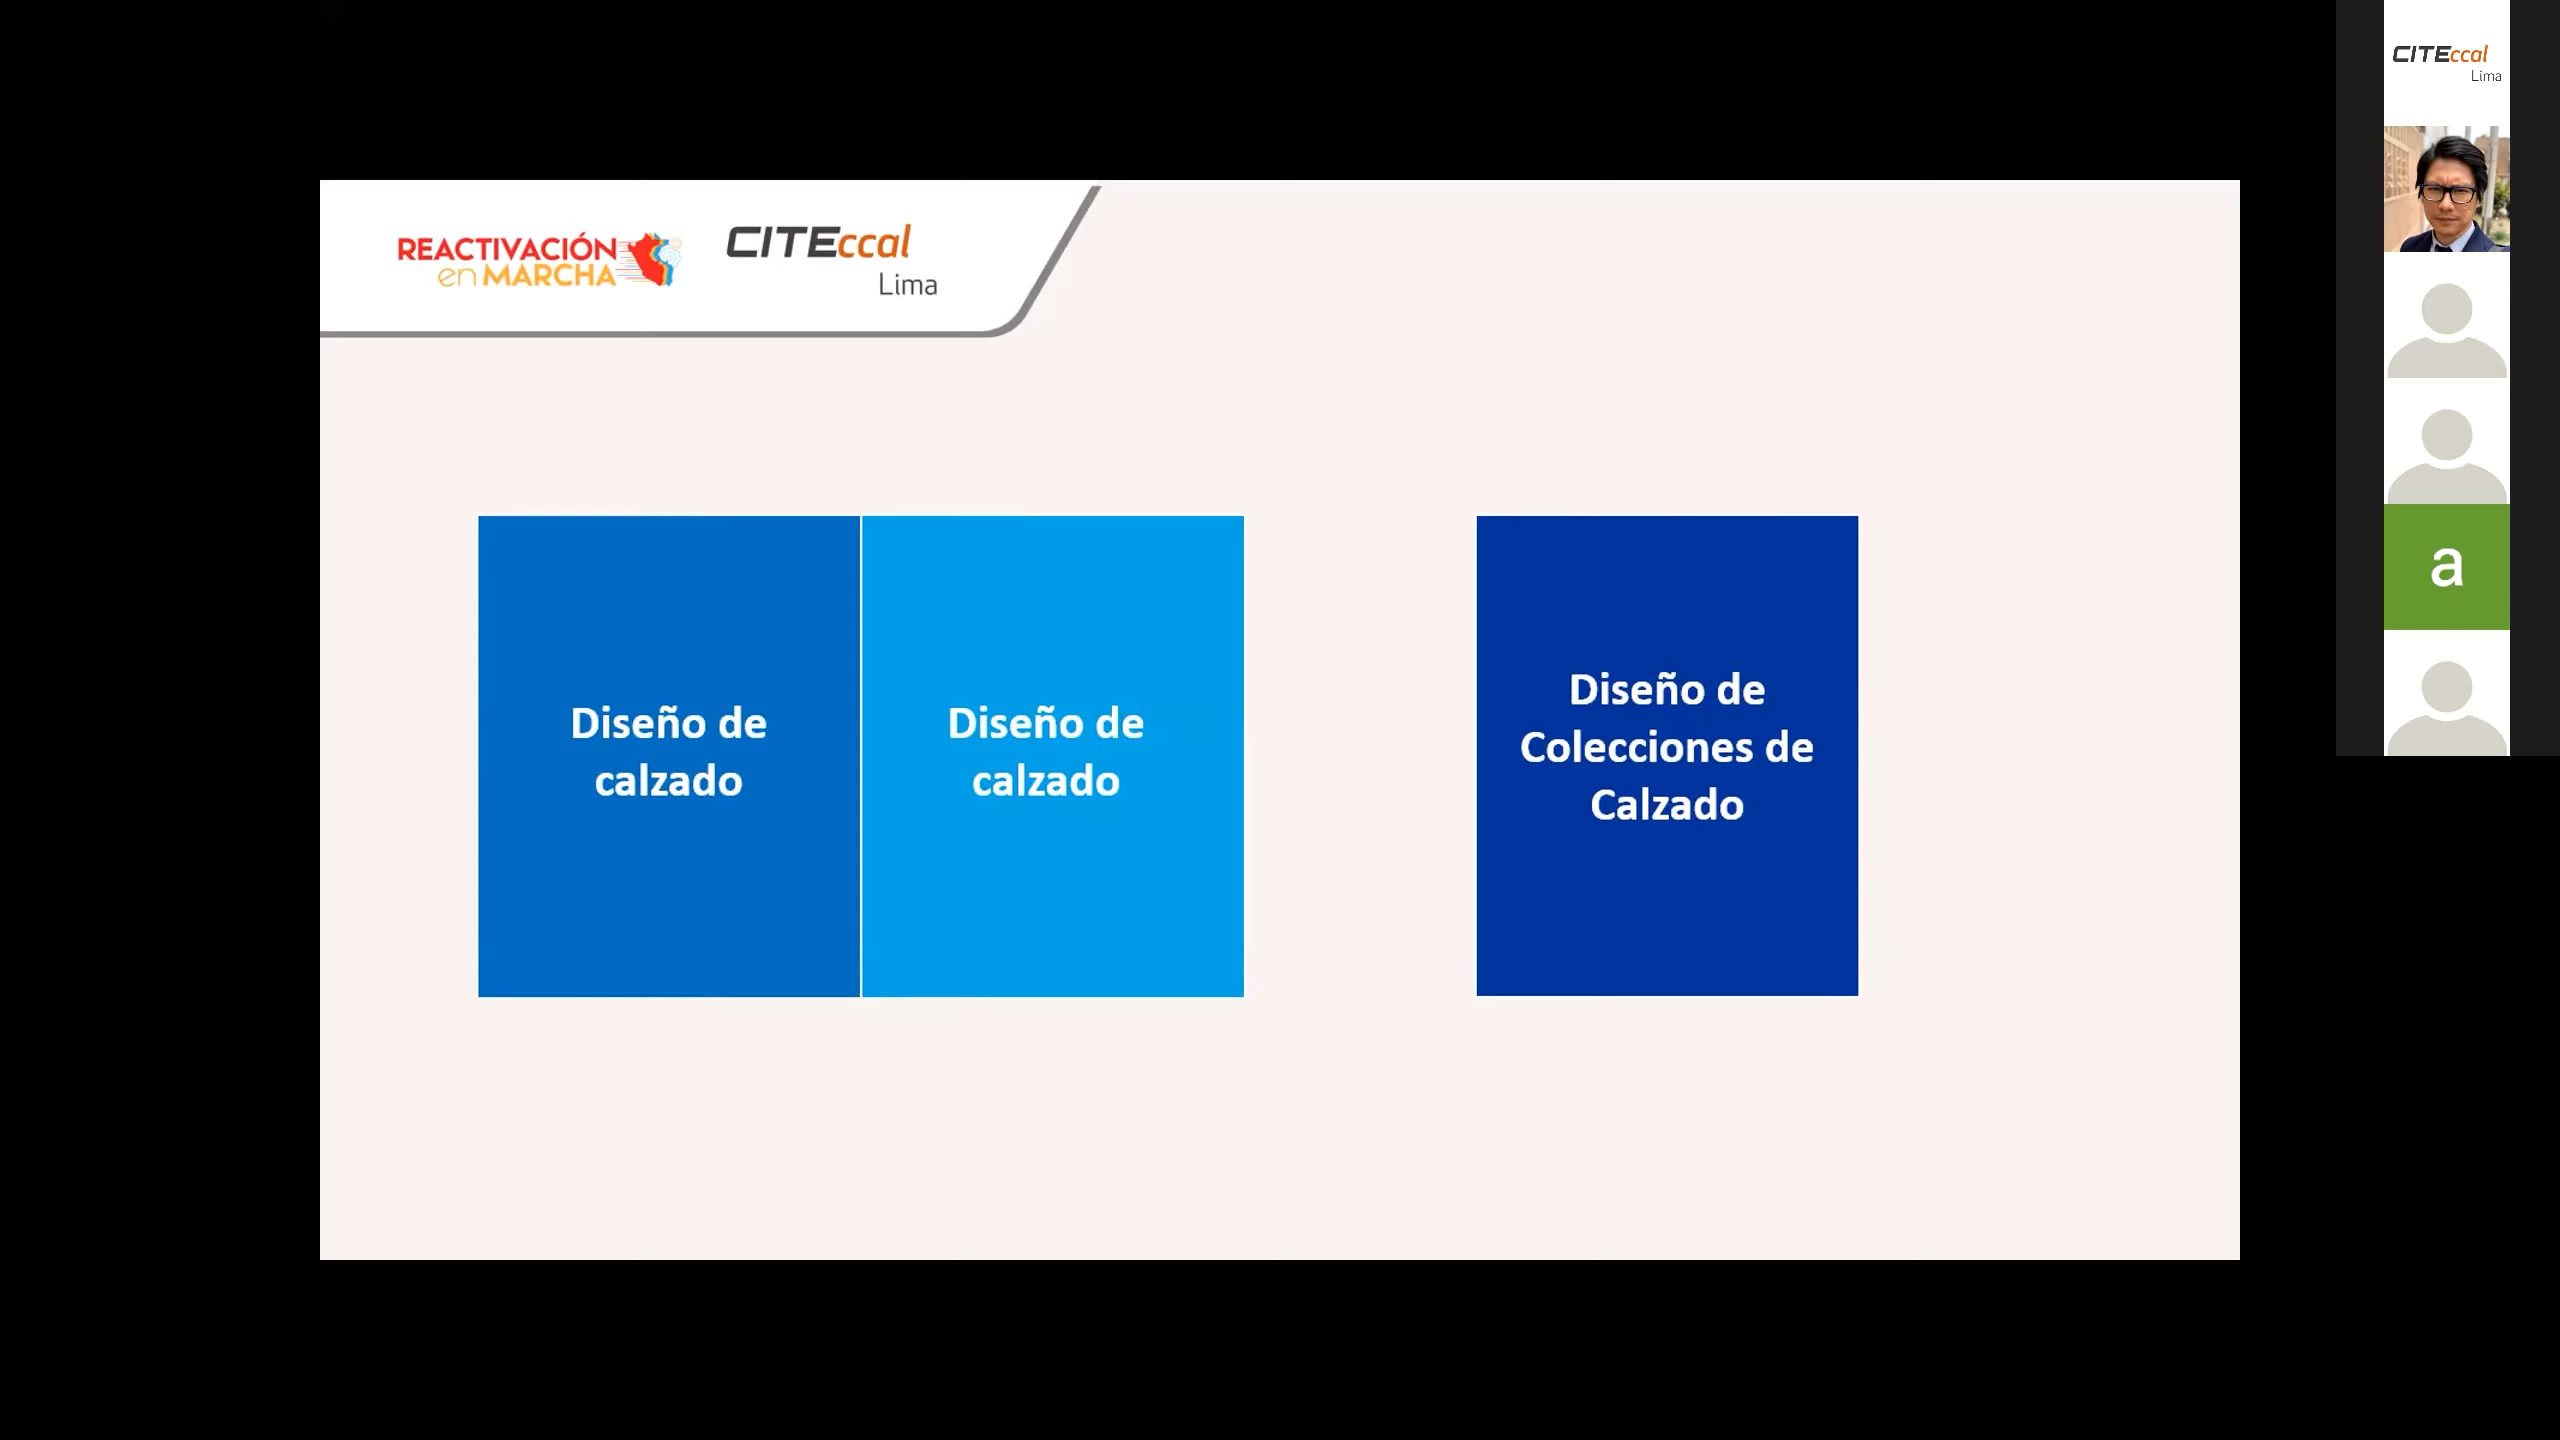 REACTIVACIÓN
en MARCHA
CITEccal
Lima
Diseño de
calzado
Diseño de
calzado
Diseño de
Colecciones de
Calzado
CITEccal
Lima
a